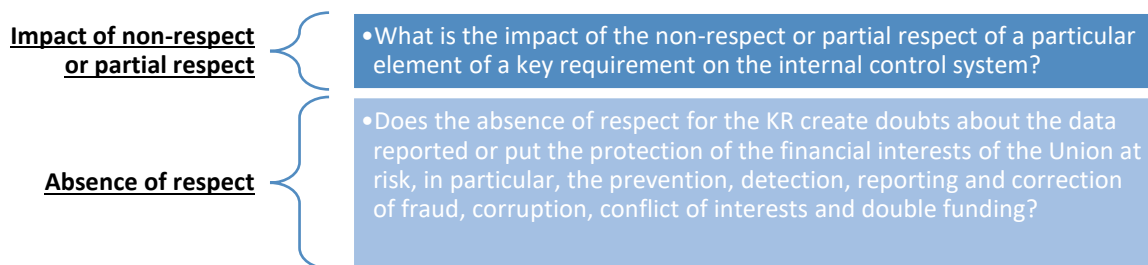 Impact of non-respect
or partial respect
•What is the impact of the non-respect or partial respect of a particular
element of a key requirement on the internal control system?
Absence of respect
•Does the absence of respect for the KR create doubts about the data
reported or put the protection of the financial interests of the Union at
risk, in particular, the prevention, detection, reporting and correction
of fraud, corruption, conflict of interests and double funding?